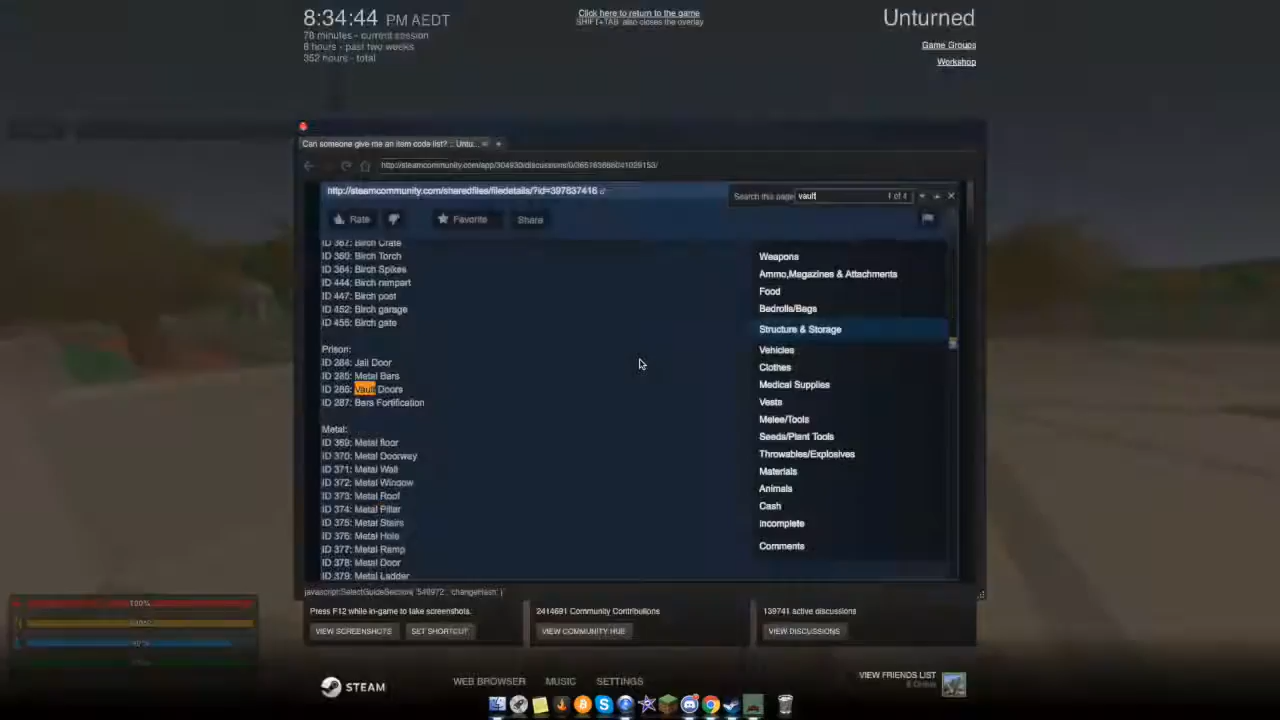 8:34:44 PM AEDT
78 minutes - current session
8 hours - past two weeks
352 hours - total
Click here to return to the game
SHIFT+TAB also closes the overlay
Unturned
Game Groups
Workshop
Can someone give me an item code list? :: Untu...
http://steamcommunity.com/sharedfiles/filedetails/?id=397837416
Search this page vault
Rate
Favorite
Share
ID 367: Birch Crate
ID 360: Birch Torch
ID 364: Birch Spikes
ID 444: Birch rampart
ID 447: Birch post
ID 452: Birch garage
ID 455: Birch gate
Prison:
ID 284: Jail Door
ID 285: Metal Bars
ID 286: Vault Doors
ID 287: Bars Fortification
Metal:
ID 369: Metal floor
ID 370: Metal Doorway
ID 371: Metal Wall
ID 372: Metal Window
ID 373: Metal Roof
ID 374: Metal Pillar
ID 375: Metal Stairs
ID 376: Metal Hole
ID 377: Metal Ramp
ID 378: Metal Door
ID 379: Metal Ladder
Weapons
Ammo,Magazines & Attachments
Food
Bedrolls/Bags
Structure & Storage
Vehicles
Clothes
Medical Supplies
Vests
Melee/Tools
Seeds/Plant Tools
Throwables/Explosives
Materials
Animals
Cash
Incomplete
Comments
Press F12 while in-game to take screenshots.
VIEW SCREENSHOTS
SET SHORTCUT
2414691 Community Contributions
VIEW COMMUNITY HUB
139741 active discussions
VIEW DISCUSSIONS
100%
STEAM
WEB BROWSER
MUSIC
SETTINGS
VIEW FRIENDS LIST